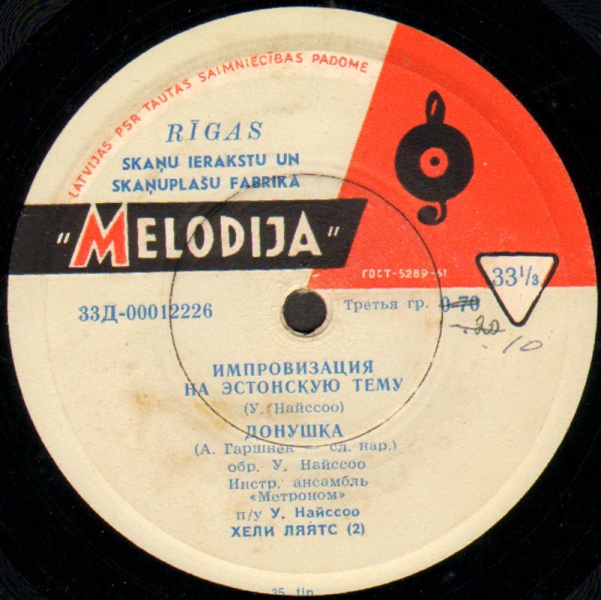 LATVIJAS PSR TAUTAS SAIMNIECĪBAS PADOME
RĪGAS
SKAŅU IERAKSTU UN
SKAŅUPLAŠU FABRIKA
"MELODIJA"
ГОСТ-5289-61
33⅓
33Д-00012226
Третья гр. 0-70
20
10
ИМПРОВИЗАЦИЯ
НА ЭСТОНСКУЮ ТЕМУ
(У. Найссоо)
ДОНУШКА
(А. Гаршнек – сл. нар.)
обр. У. Найссоо
Инстр. ансамбль
«Метроном»
п/у У. Найссоо
ХЕЛИ ЛЯЯТС (2)